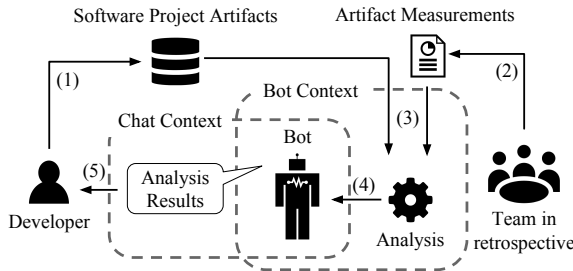 Software Project Artifacts
Artifact Measurements
(1)
(2)
Bot Context
(3)
Chat Context
Bot
(5)
Analysis
Results
(4)
Developer
Analysis
Team in
retrospective